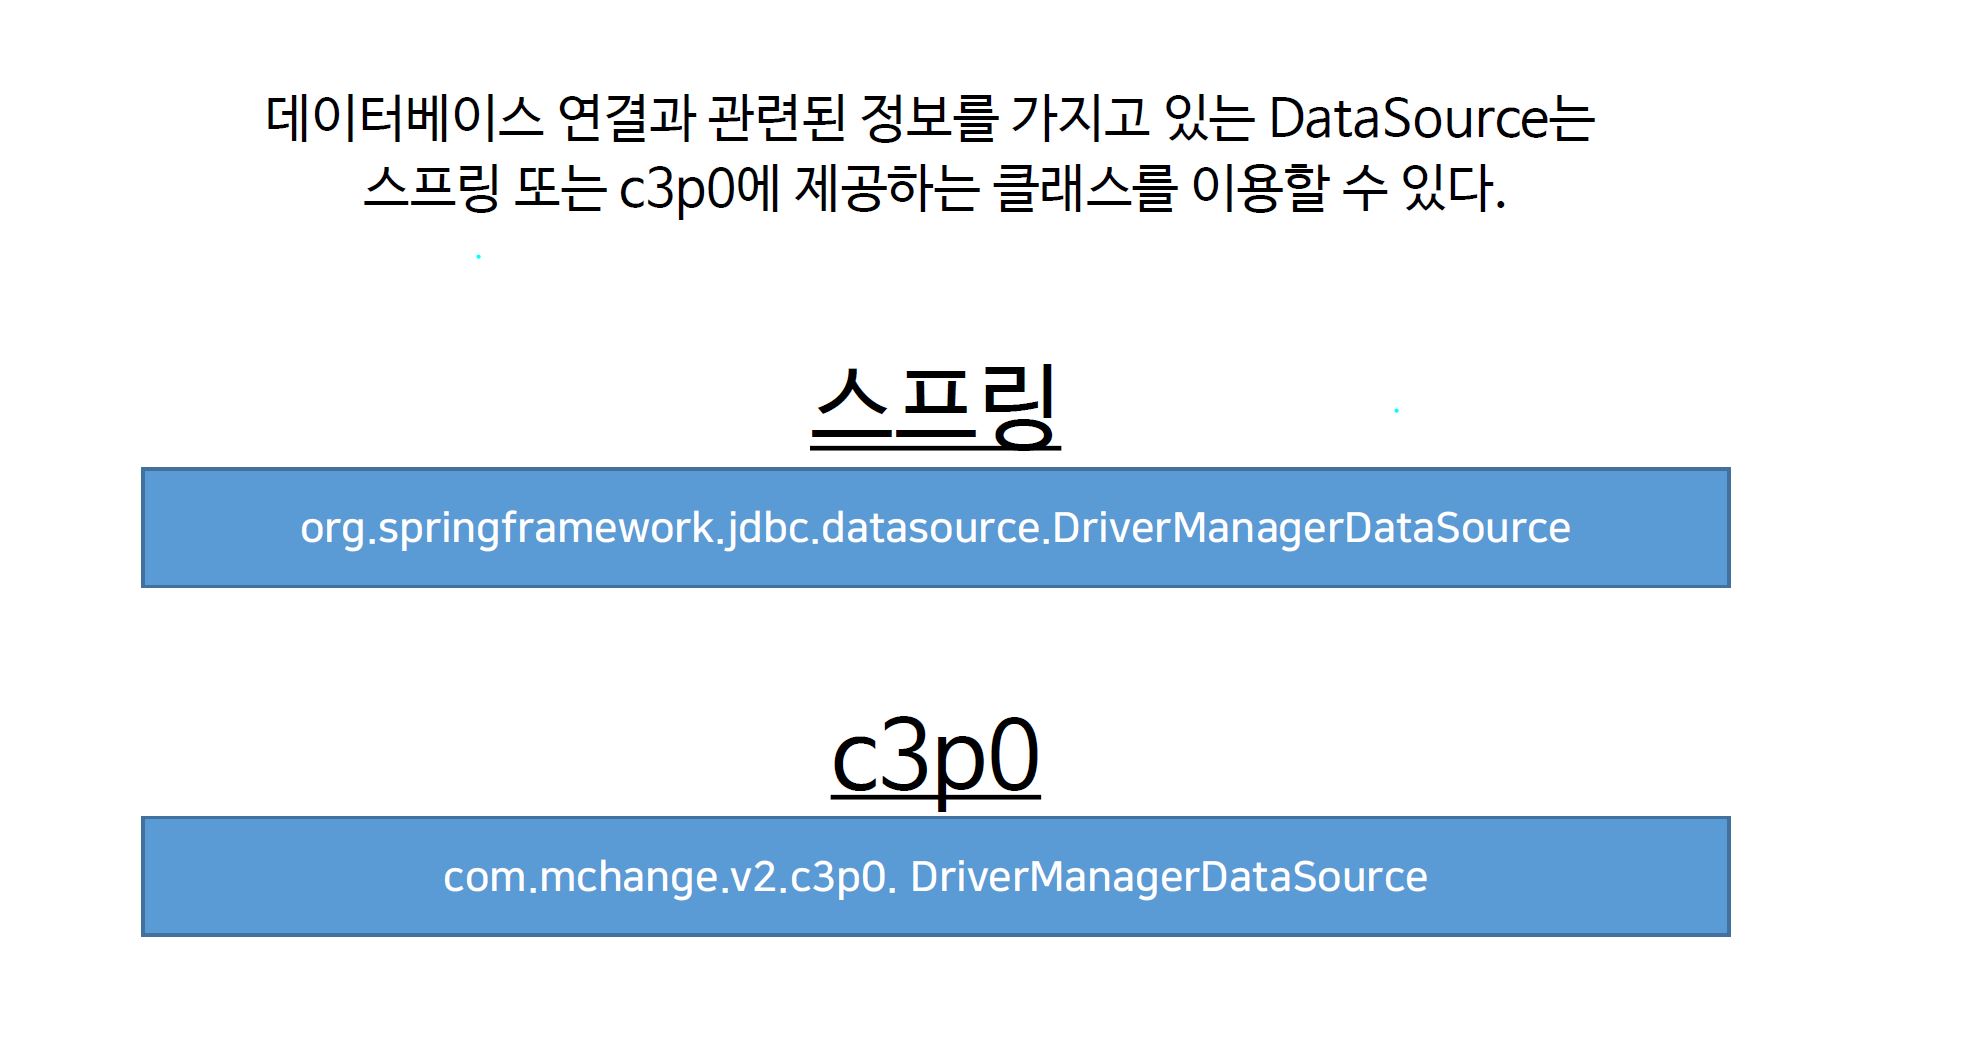 데이터베이스 연결과 관련된 정보를 가지고 있는 DataSource는
스프링 또는 c3p0에 제공하는 클래스를 이용할 수 있다.
스프링
org.springframework.jdbc.datasource.DriverManagerDataSource
c3p0
com.mchange.v2.c3p0. DriverManagerDataSource